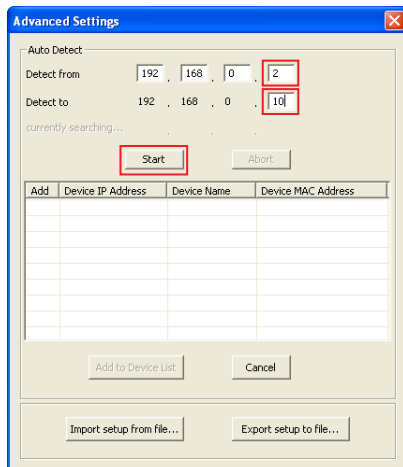 Advanced Settings
Auto Detect
Detect from 192 . 168 . 0 . 2
Detect to 192 . 168 . 0 . 10
currently searching... . . .
Start Abort
Add Device IP Address Device Name Device MAC Address
Add to Device List Cancel
Import setup from file... Export setup to file...